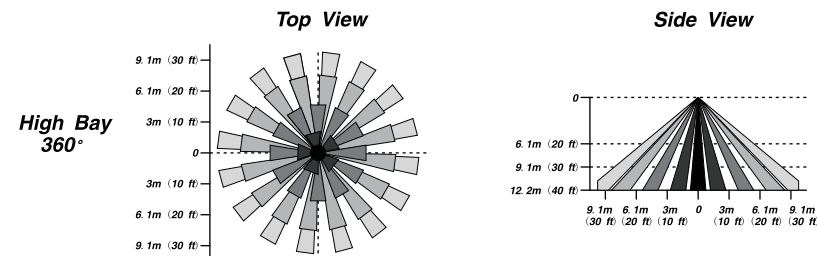 Top View
Side View
High Bay
360°
9.1m (30 ft)
6.1m (20 ft)
3m (10 ft)
0
3m (10 ft)
6.1m (20 ft)
9.1m (30 ft)
0
6.1m (20 ft)
9.1m (30 ft)
12.2m (40 ft)
9.1m 6.1m 3m 0 3m 6.1m 9.1m
(30 ft) (20 ft) (10 ft) (10 ft) (20 ft) (30 ft)